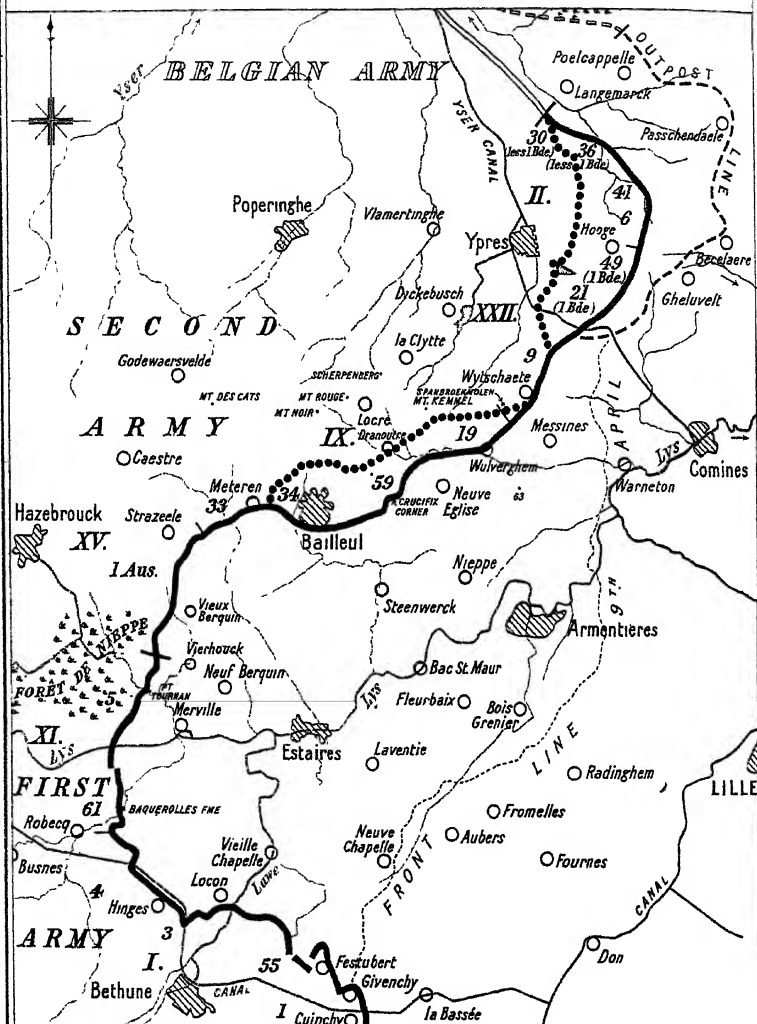 OUTPOST
LINE
Poelcappelle
BELGIAN ARMY
Yser
Langemarck
YSER CANAL
Passchendaele
30
(less 1 Bde.)
36
(less 1 Bde)
II.
41
6
Poperinghe
Vlamertinghe
Ypres
Hooge
49
(1 Bde.)
Becelaere
Gheluvelt
Dyckebusch
XXII.
21
(1 Bde)
SECOND
la Clytte
9
Godewaersvelde
SCHERPENBERG
Wytschaete
MT DES CATS
MT ROUGE
SPANBROEKMOLEN
MT. KEMMEL
MT NOIR
Locre
APRIL
ARMY
IX.
Dranoutre
19
Messines
Lys
Comines
Caestre
Wulverghem
Warneton
Meteren
34
59
33
CRUCIFIX
CORNER
Neuve
Eglise
63
Hazebrouck
Strazeele
Bailleul
XV.
1 Aus.
Nieppe
9TH
Steenwerck
Vieux
Berquin
Armentieres
FORÊT DE NIEPPE
Vierhouck
Neuf Berquin
Bac St. Maur
5
PT
TOURNAN
Lys
Fleurbaix
Bois
Grenier
Merville
XI.
Lys
Estaires
Laventie
LINE
FIRST
Radinghem
LILLE
61
BAQUEROLLES FME
Robecq
Fromelles
Aubers
Neuve
Chapelle
Vieille
Chapelle
FRONT
Busnes
Fournes
Locon
Lawe
4
Hinges
CANAL
3
ARMY
I.
55
Festubert
Don
Givenchy
Bethune
CANAL
la Bassée
1
Cuinchy